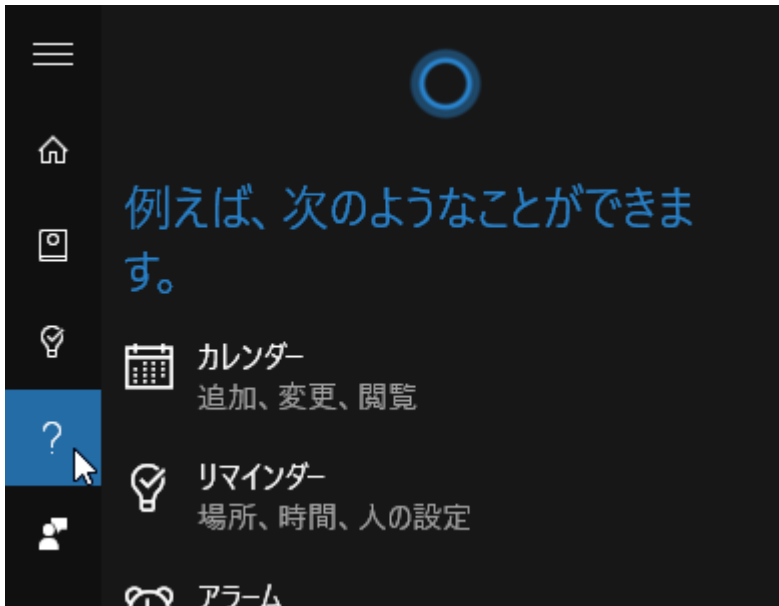 例えば、次のようなことができま
す。
カレンダー
追加、変更、閲覧
リマインダー
場所、時間、人の設定
アラーム